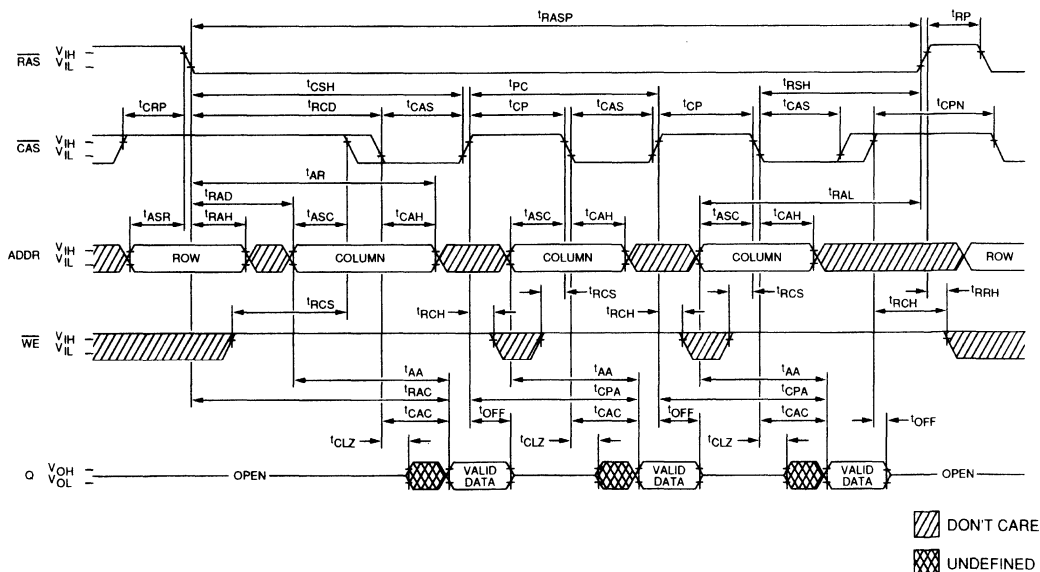 tRASP tRP
RAS VIH
VIL
tCSH tPC tRSH
tCRP tRCD tCAS tCP tCAS tCP tCAS tCPN
CAS VIH
VIL
tAR
tRAD tRAL
tASR tRAH tASC tCAH tASC tCAH tASC tCAH
ADDR VIH
VIL
ROW COLUMN COLUMN COLUMN ROW
tRCS tRCH tRCS tRCH tRCS tRCH tRRH
WE VIH
VIL
tAA tAA tAA
tRAC tCPA tCPA
tCAC tOFF tCAC tOFF tCAC tOFF
tCLZ tCLZ tCLZ
Q VOH
VOL
OPEN VALID DATA VALID DATA VALID DATA OPEN
DON'T CARE
UNDEFINED